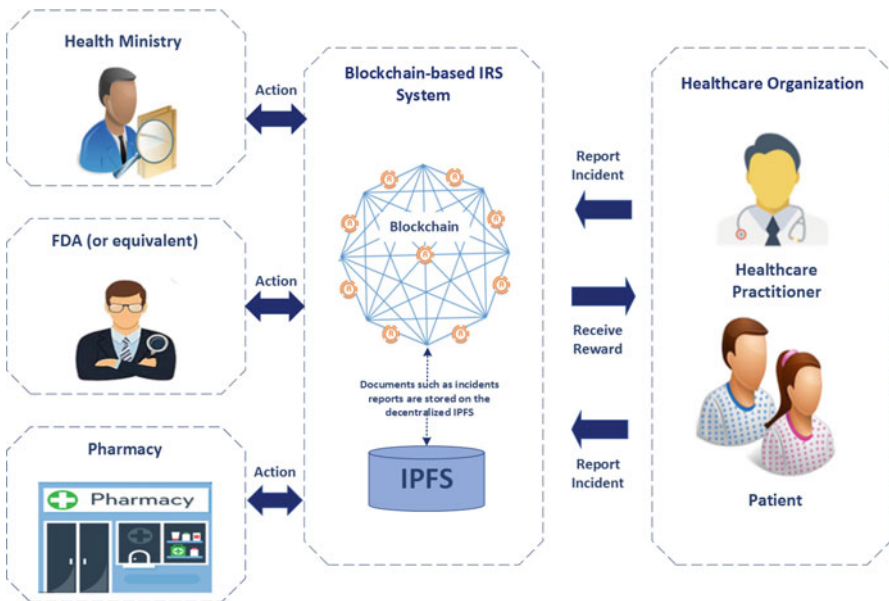 Health Ministry
Action
FDA (or equivalent)
Action
Pharmacy
Action
Pharmacy
Blockchain-based IRS
System
Blockchain
Documents such as incidents
reports are stored on the
decentralized IPFS
IPFS
Report
Incident
Receive
Reward
Report
Incident
Healthcare Organization
Healthcare
Practitioner
Patient